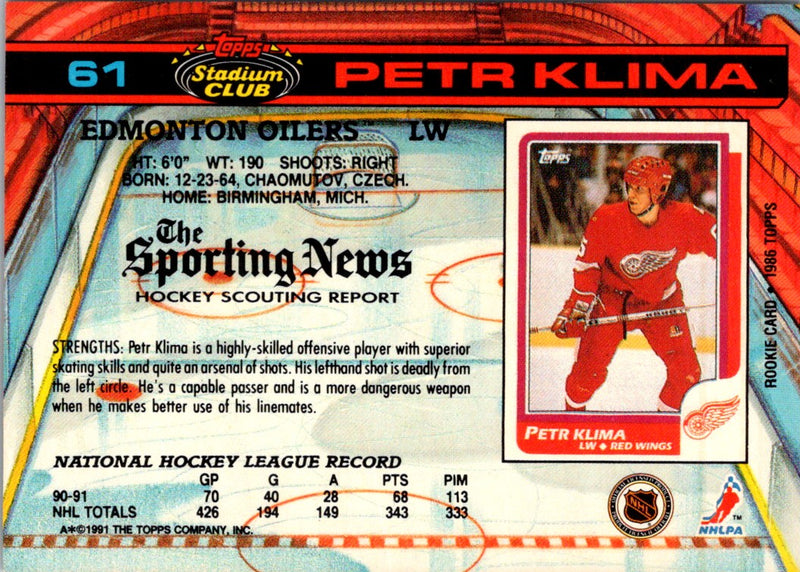 61
Topps
Stadium
CLUB
PETR KLIMA
EDMONTON OILERS™ LW
HT: 6'0" WT: 190 SHOOTS: RIGHT
BORN: 12-23-64, CHAOMUTOV, CZECH.
HOME: BIRMINGHAM, MICH.
The
Sporting News
HOCKEY SCOUTING REPORT
STRENGTHS: Petr Klima is a highly-skilled offensive player with superior
skating skills and quite an arsenal of shots. His lefthand shot is deadly from
the left circle. He's a capable passer and is a more dangerous weapon
when he makes better use of his linemates.
NATIONAL HOCKEY LEAGUE RECORD
GP G A PTS PIM
90-91 70 40 28 68 113
NHL TOTALS 426 194 149 343 333
A*©1991 THE TOPPS COMPANY, INC.
Topps
PETR KLIMA
LW ◆ RED WINGS
ROOKIE CARD ◆ 1986 TOPPS
NHL
NHLPA™